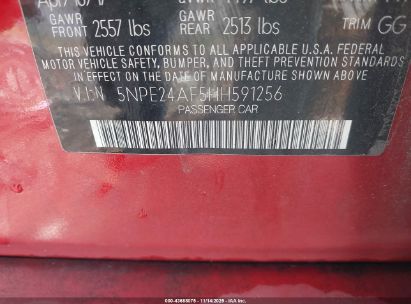 GAWR GAWR
FRONT 2557 lbs REAR 2513 lbs TRIM GG
THIS VEHICLE CONFORMS TO ALL APPLICABLE U.S.A. FEDERAL
MOTOR VEHICLE SAFETY, BUMPER, AND THEFT PREVENTION
STANDARDS IN EFFECT ON THE DATE OF MANUFACTURE SHOWN ABOVE.
V.I.N 5NPE24AF5HH591256
PASSENGER CAR